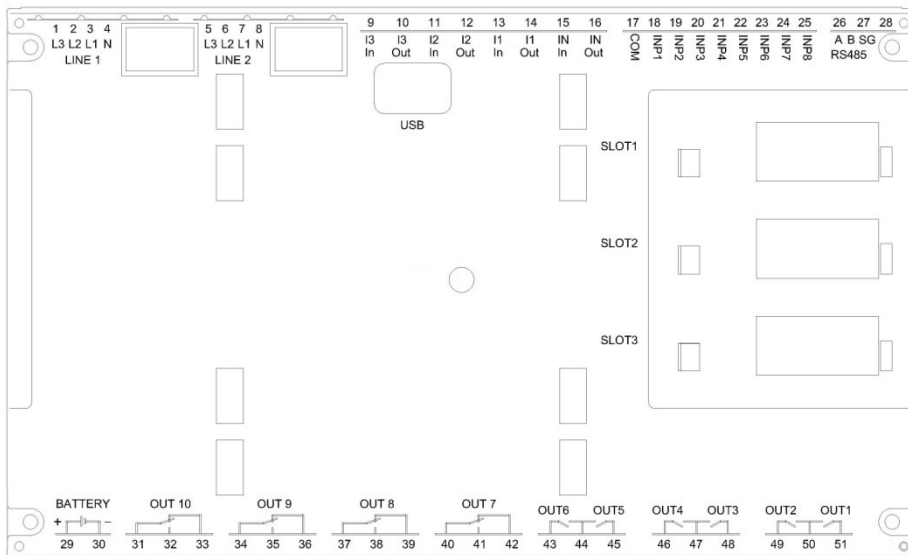 1 2 3 4 5 6 7 8 9 10 11 12 13 14 15 16 17 18 19 20 21 22 23 24 25 26 27 28
L3 L2 L1 N L3 L2 L1 N I3 I3 I2 I2 I1 I1 IN IN COM INP1 INP2 INP3 INP4 INP5 INP6 INP7 INP8 A B SG
LINE 1 LINE 2 In Out In Out In Out In Out RS485
USB
SLOT1
SLOT2
SLOT3
BATTERY OUT 10 OUT 9 OUT 8 OUT 7 OUT6 OUT5 OUT4 OUT3 OUT2 OUT1
+ −
29 30 31 32 33 34 35 36 37 38 39 40 41 42 43 44 45 46 47 48 49 50 51